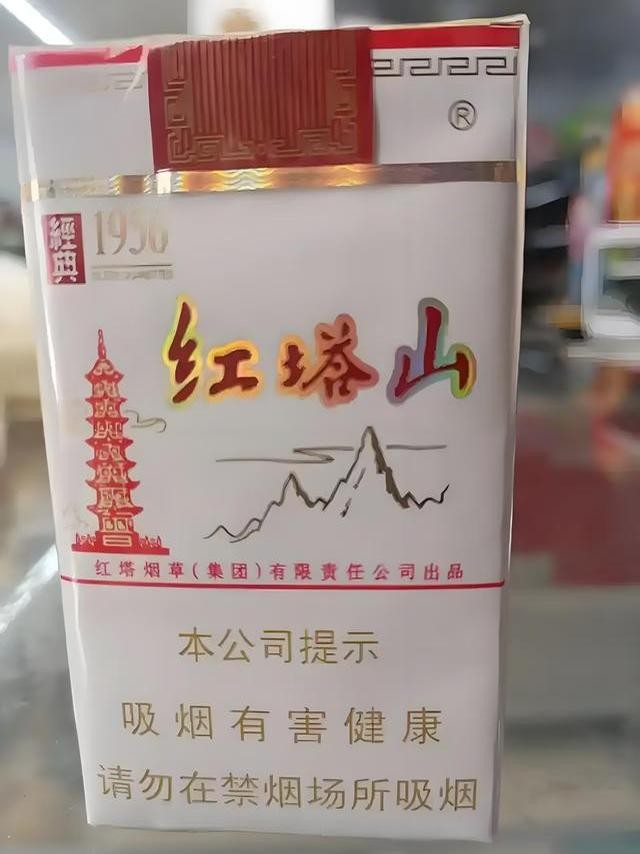 ®
經典
1956
红塔山
红塔烟草(集团)有限责任公司出品
本公司提示
吸烟有害健康
请勿在禁烟场所吸烟